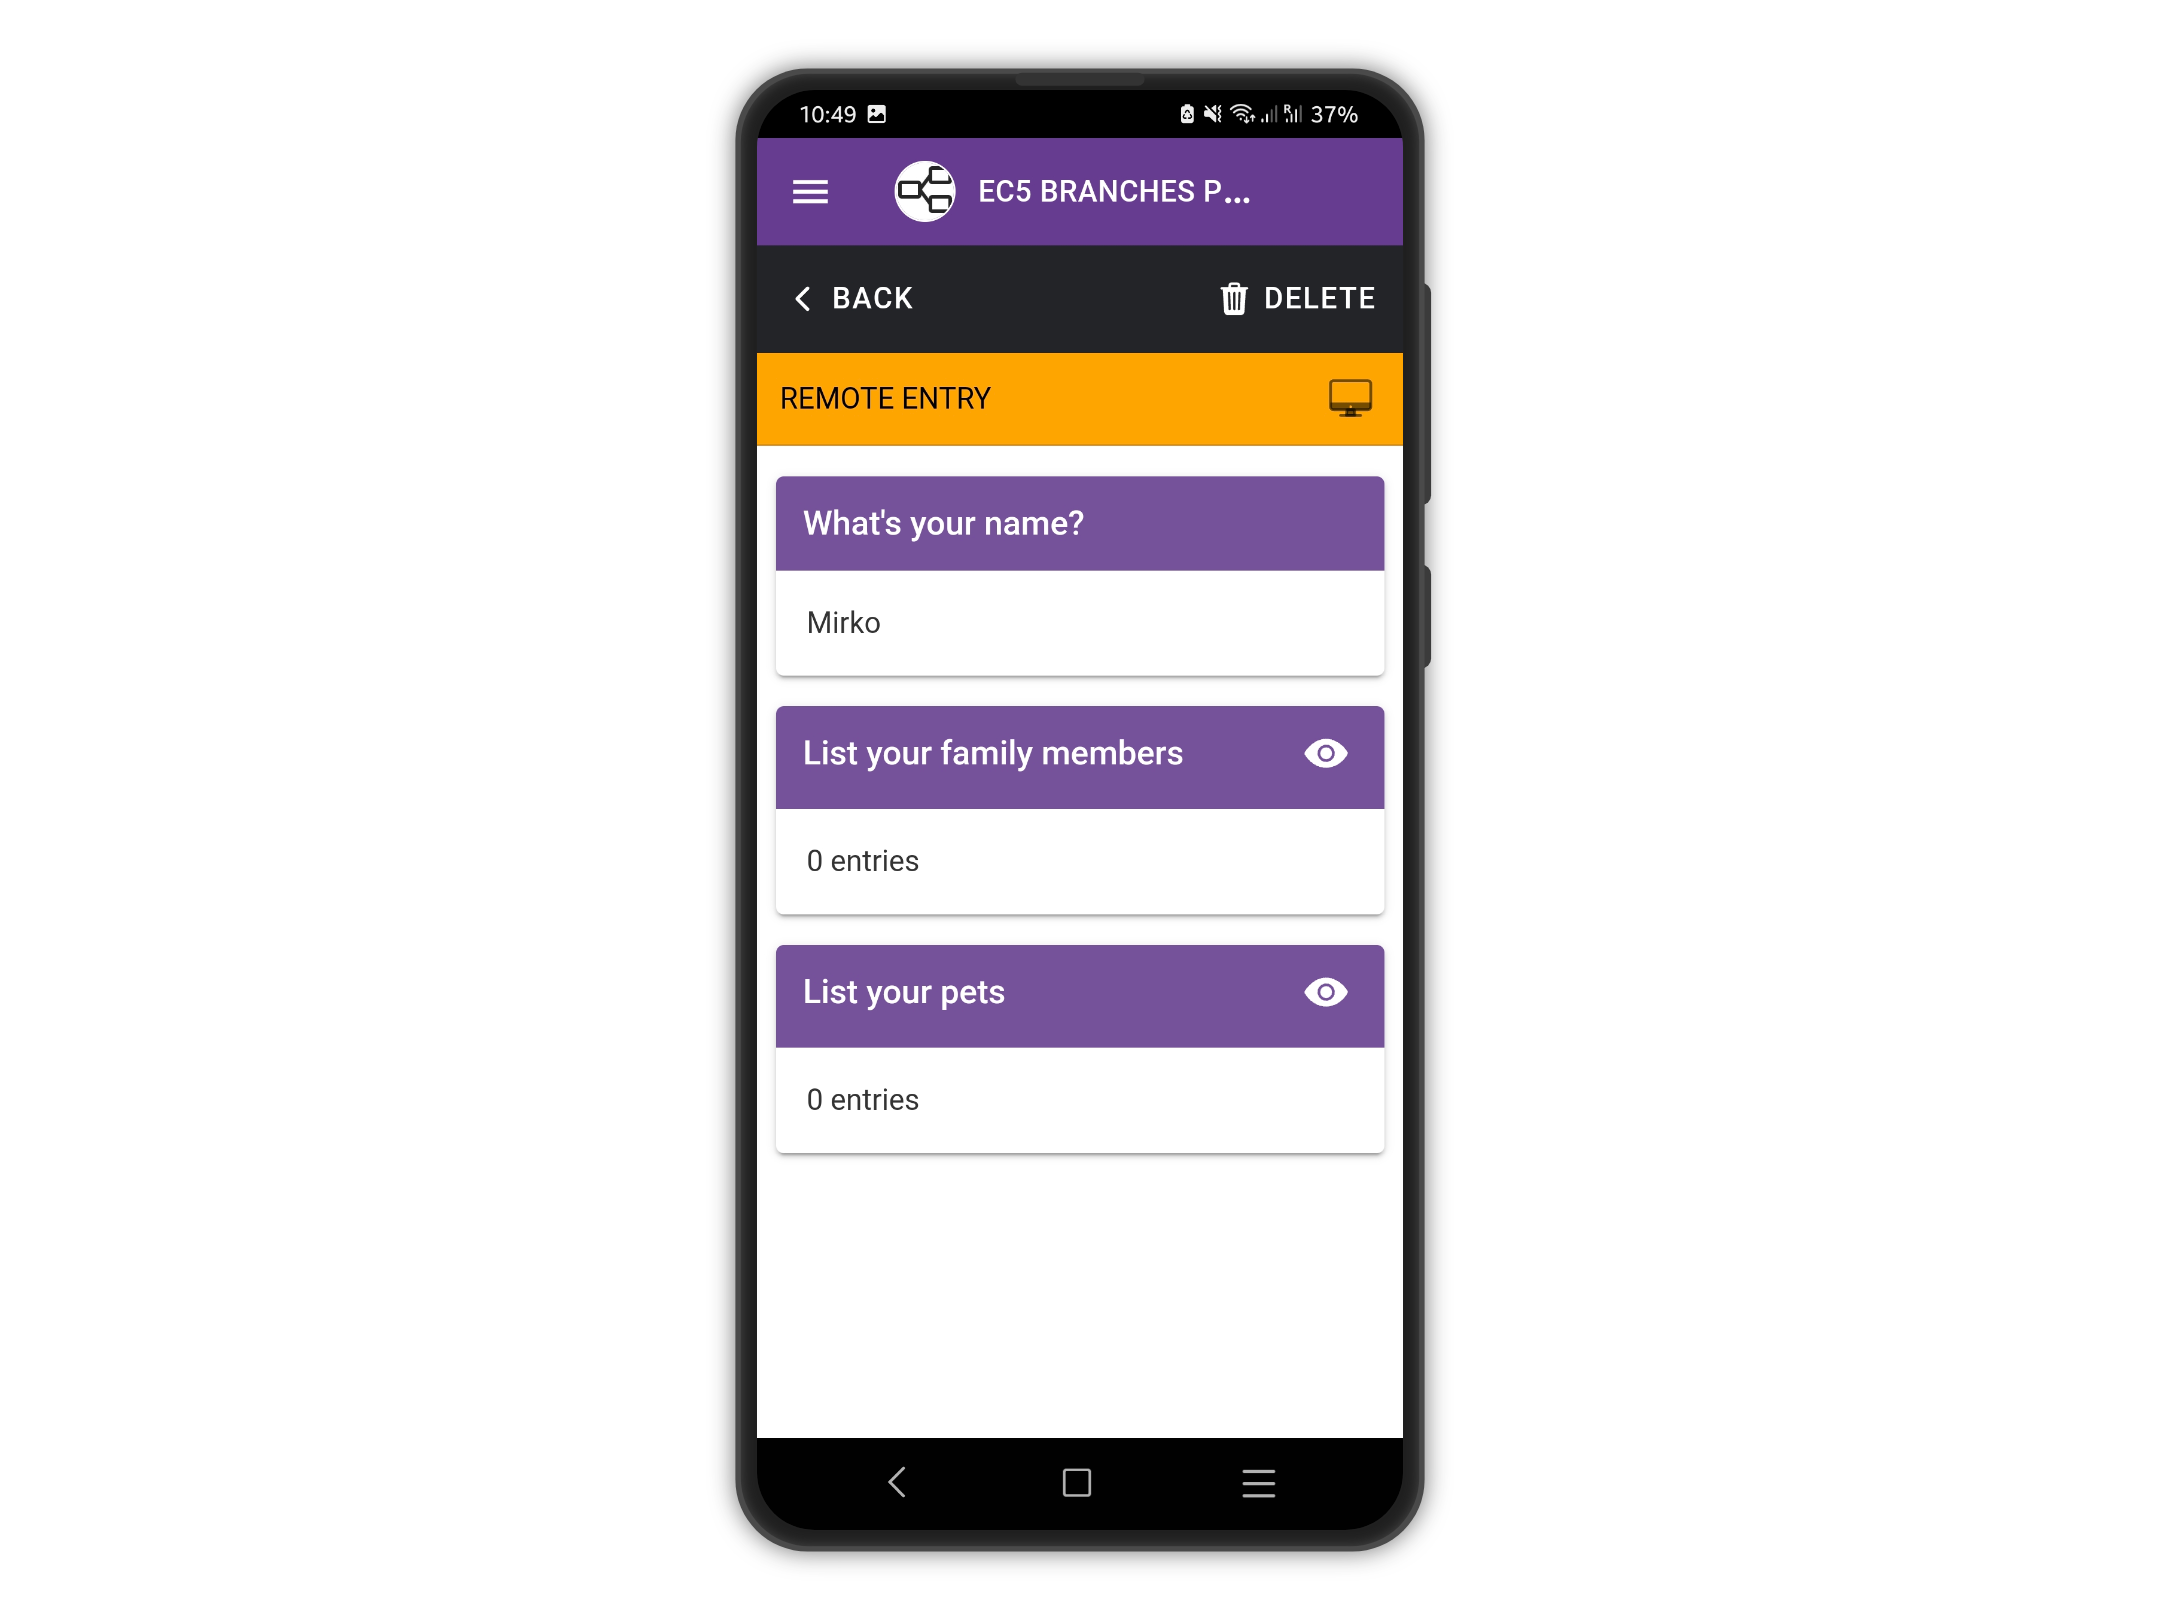 10:49 37%
EC5 BRANCHES P...
BACK DELETE
REMOTE ENTRY
What's your name?
Mirko
List your family members
0 entries
List your pets
0 entries